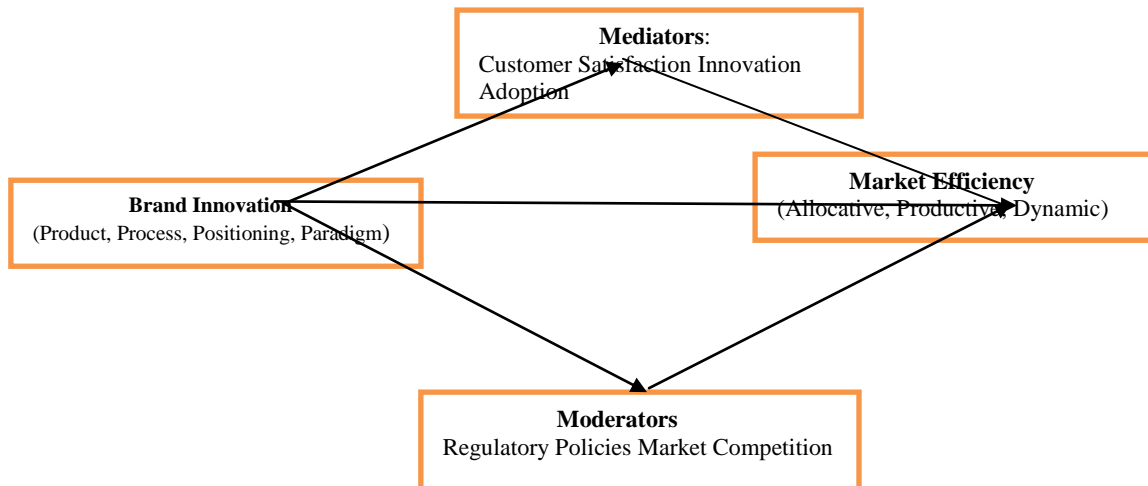 Mediators:
Customer Satisfaction Innovation
Adoption
Market Efficiency
(Allocative, Productive, Dynamic)
Brand Innovation
(Product, Process, Positioning, Paradigm)
Moderators
Regulatory Policies Market Competition